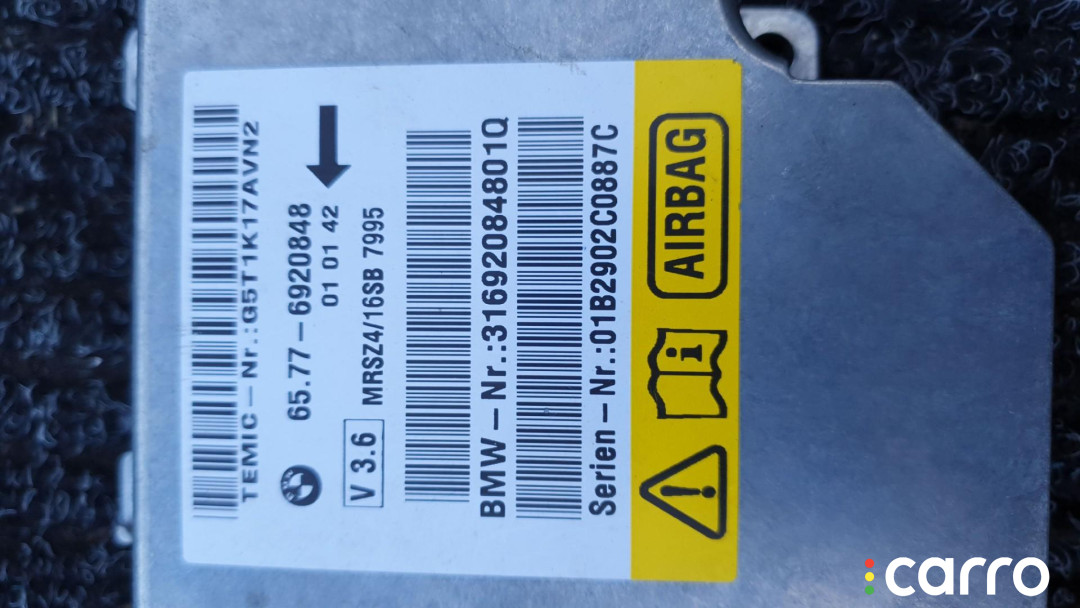 TEMIC-Nr.:G5T1K17AVN2
65.77-6920848
01 01 42
V 3.6 MRSZ4/16SB 7995
BMW-Nr.:31692084801Q
Serien-Nr.:01B2902C0887C
AIRBAG
carro